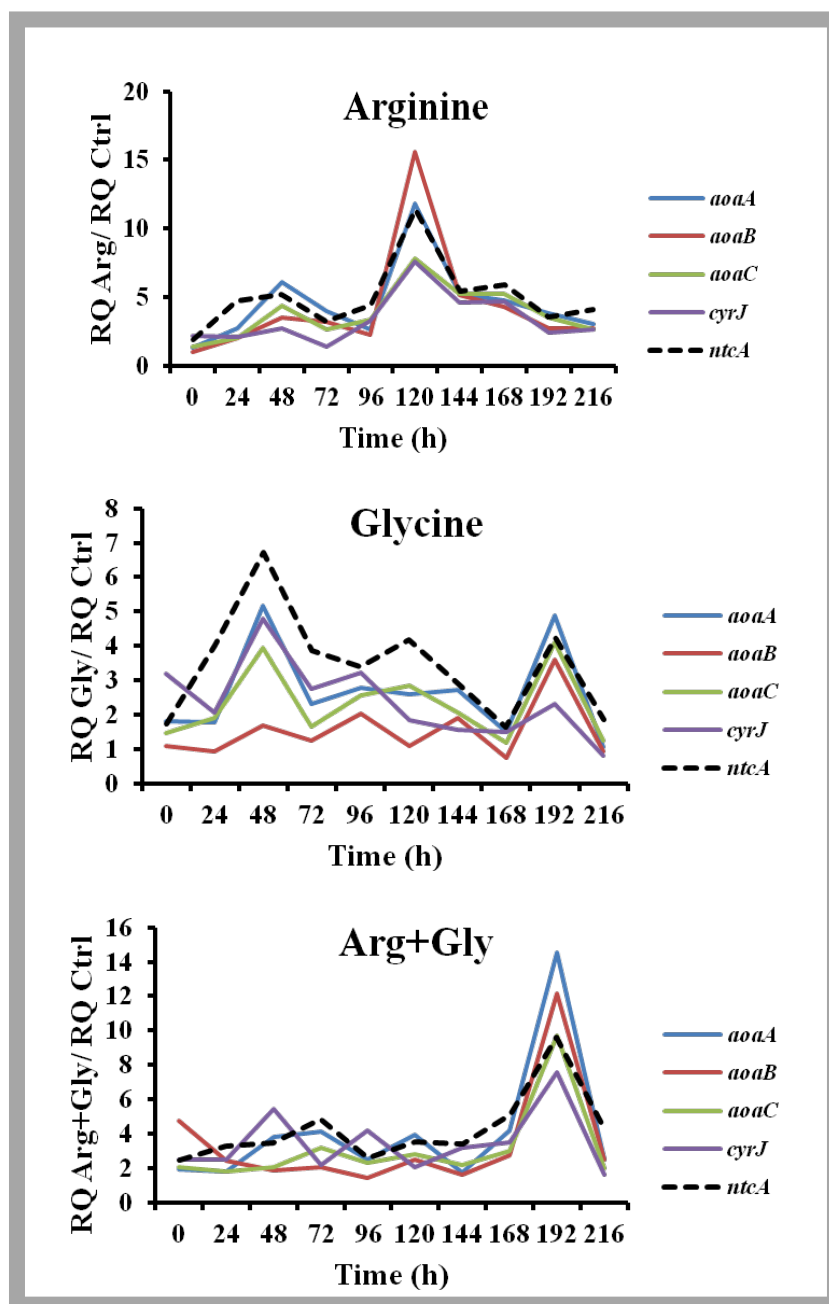 Arginine
RQ Arg/ RQ Ctrl
20
15
10
5
0
0 24 48 72 96 120 144 168 192 216
Time (h)
aoaA
aoaB
aoaC
cyrJ
ntcA
Glycine
RQ Gly/ RQ Ctrl
8
7
6
5
4
3
2
1
0
0 24 48 72 96 120 144 168 192 216
Time (h)
aoaA
aoaB
aoaC
cyrJ
ntcA
Arg+Gly
RQ Arg+Gly/ RQ Ctrl
16
14
12
10
8
6
4
2
0
0 24 48 72 96 120 144 168 192 216
Time (h)
aoaA
aoaB
aoaC
cyrJ
ntcA